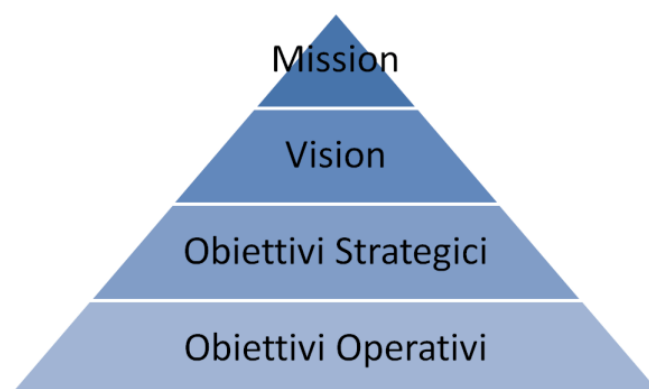 Mission
Vision
Obiettivi Strategici
Obiettivi Operativi